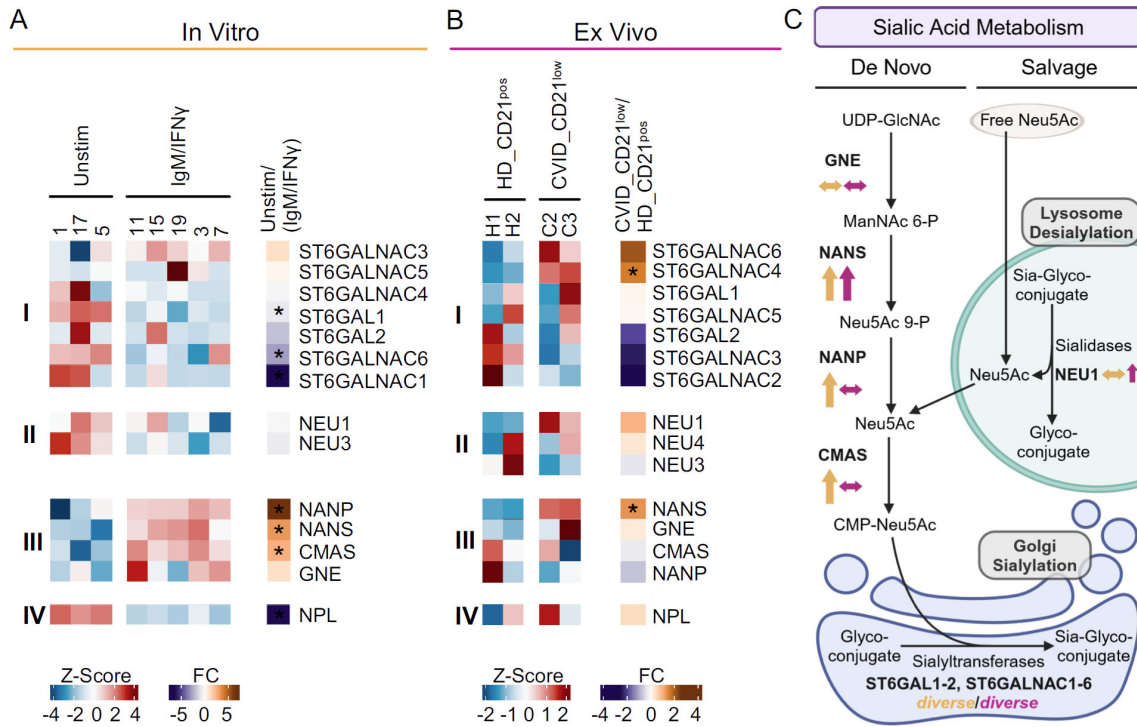 A
In Vitro
Unstim
IgM/IFNγ
Unstim/
(IgM/IFNγ)
1 17 5 11 15 19 3 7
I
ST6GALNAC3
ST6GALNAC5
ST6GALNAC4
* ST6GAL1
ST6GAL2
* ST6GALNAC6
* ST6GALNAC1
II
NEU1
NEU3
III
* NANP
* NANS
* CMAS
GNE
IV
* NPL
Z-Score
-4 -2 0 2 4
FC
-5 0 5
B
Ex Vivo
HD_CD21pos
CVID_CD21low
CVID_CD21low/
HD_CD21pos
H1 H2 C2 C3
I
ST6GALNAC6
* ST6GALNAC4
ST6GAL1
ST6GALNAC5
ST6GAL2
ST6GALNAC3
ST6GALNAC2
II
NEU1
NEU4
NEU3
III
* NANS
GNE
CMAS
NANP
IV
NPL
Z-Score
-2 -1 0 1 2
FC
-4 -2 0 2 4
C
Sialic Acid Metabolism
De Novo
Salvage
UDP-GlcNAc
Free Neu5Ac
GNE
ManNAc 6-P
Lysosome
Desialylation
NANS
Sia-Glyco-
conjugate
Neu5Ac 9-P
Sialidases
NANP
Neu5Ac
NEU1
Neu5Ac
Glyco-
conjugate
CMAS
CMP-Neu5Ac
Golgi
Sialylation
Glyco-
conjugate
Sia-Glyco-
conjugate
Sialyltransferases
ST6GAL1-2, ST6GALNAC1-6
diverse/diverse